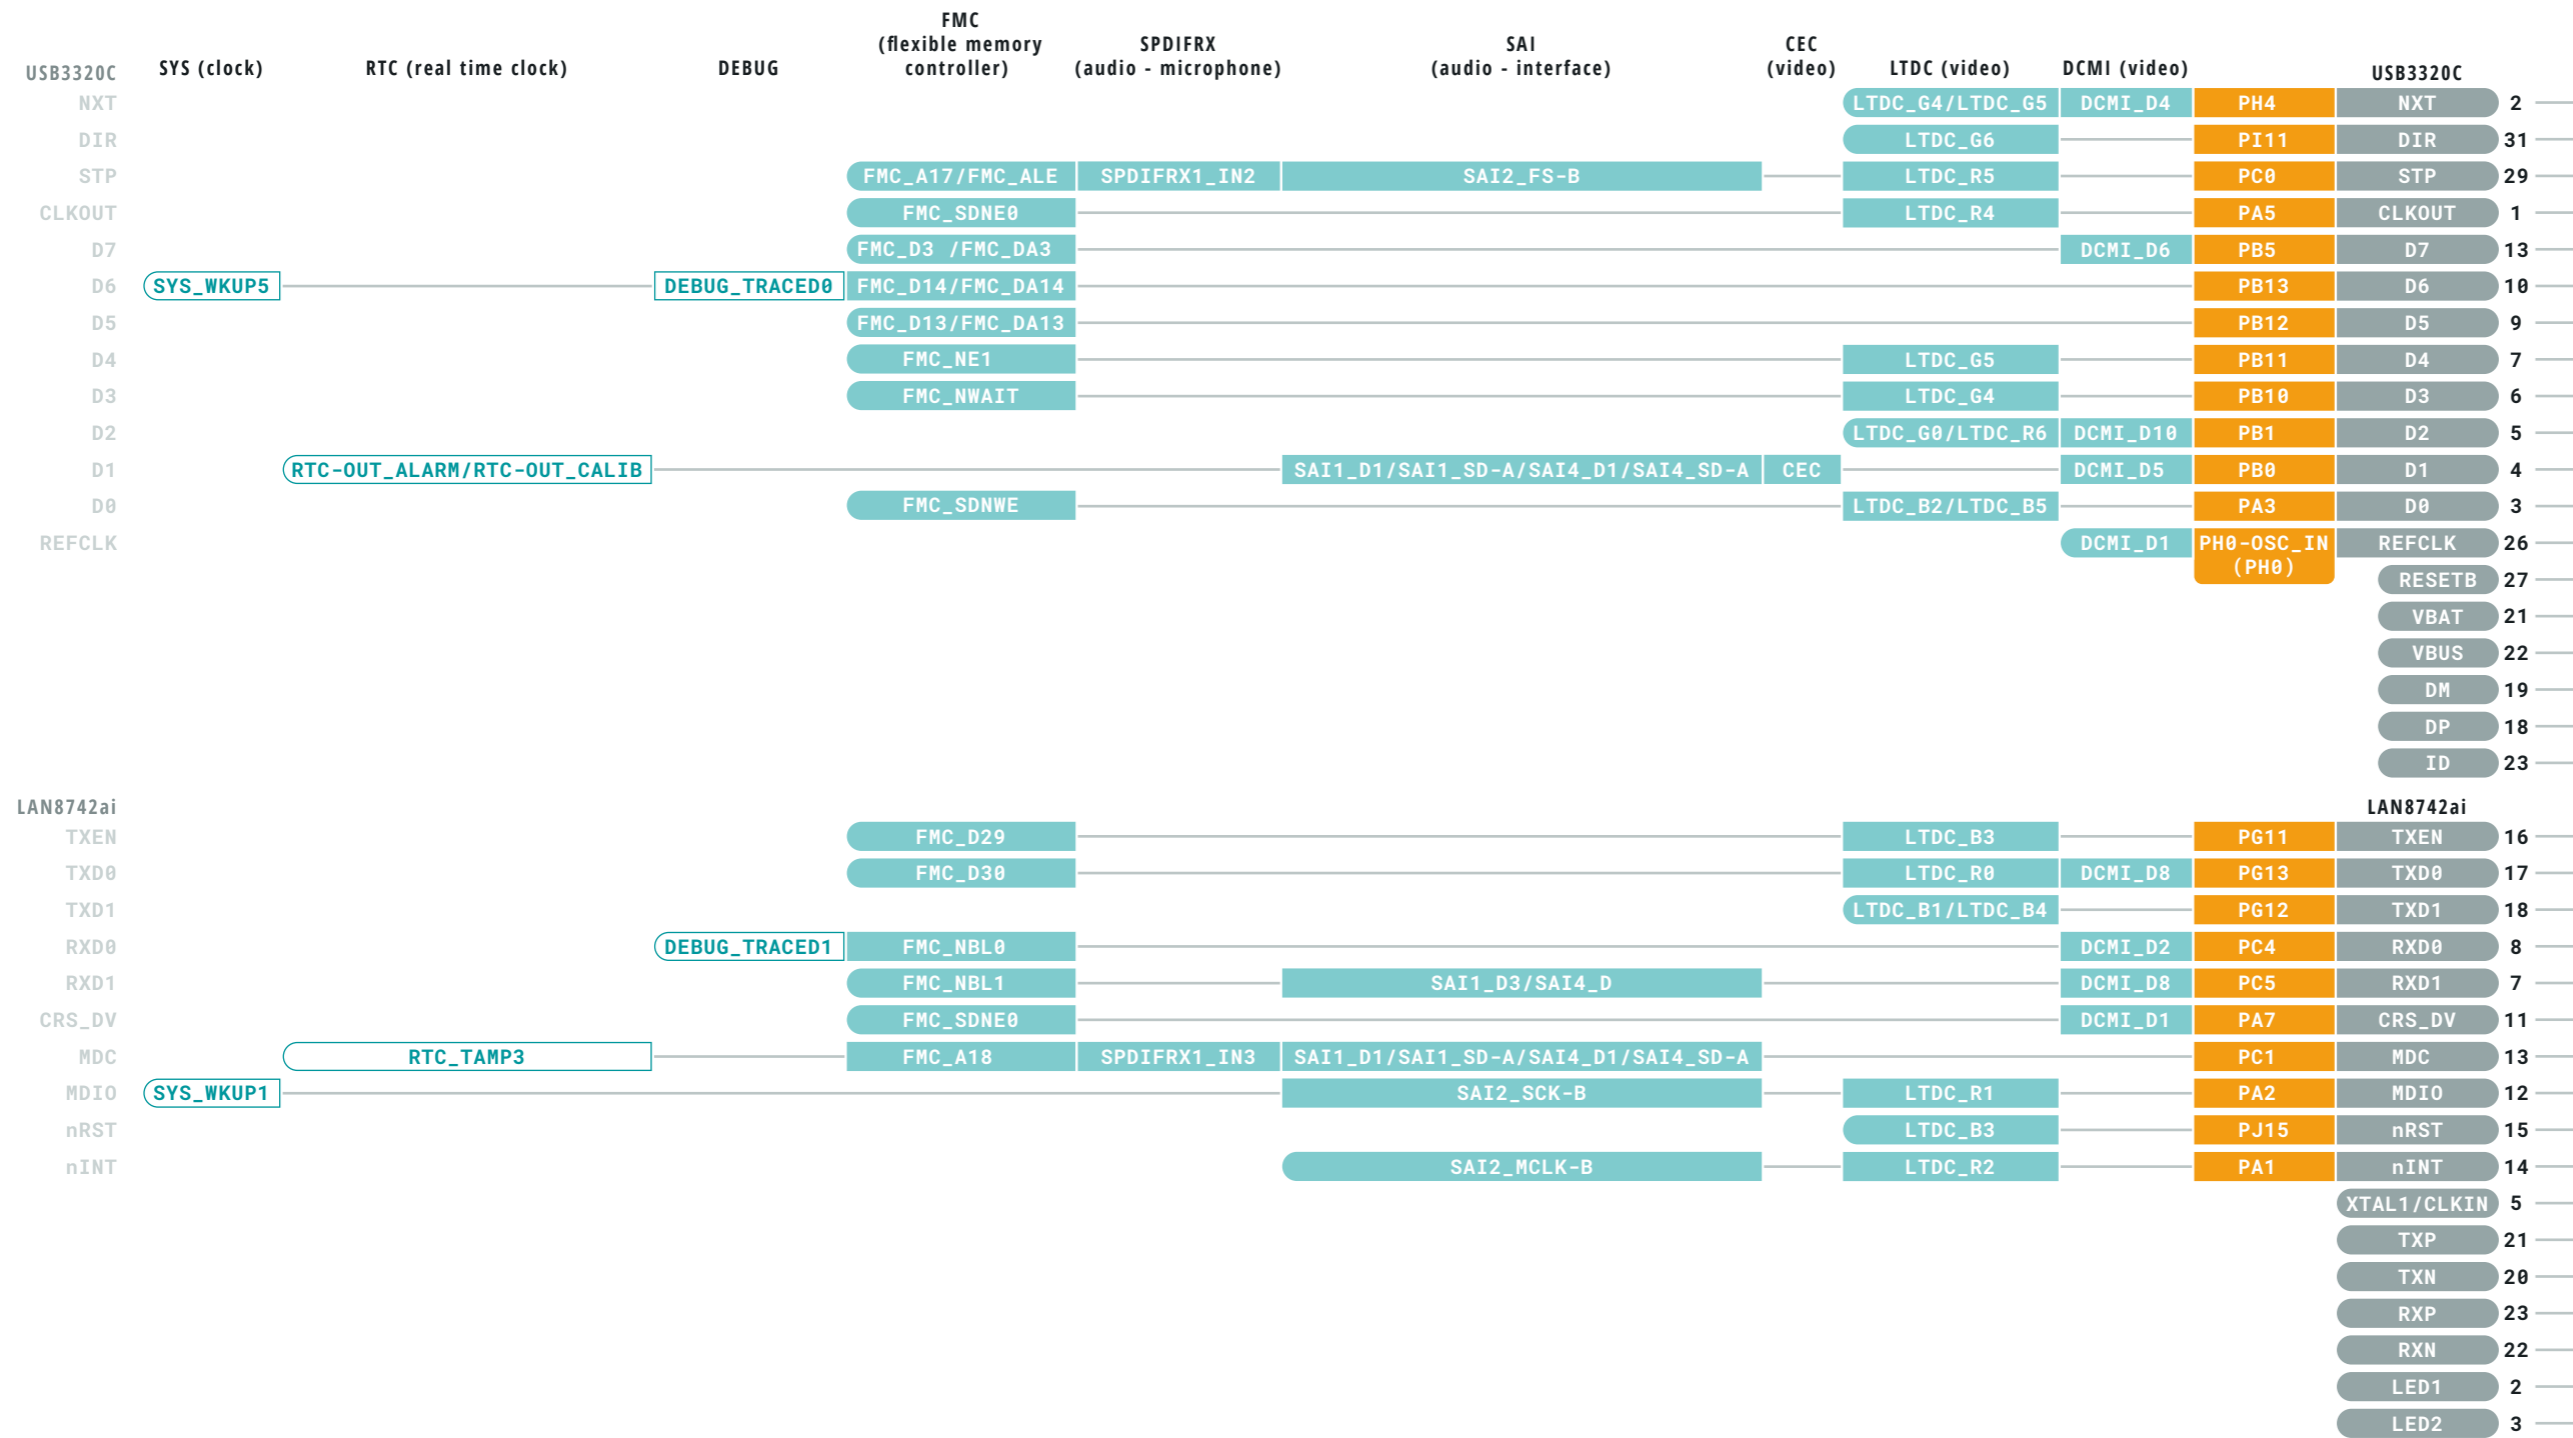 FMC
(flexible memory SPDIFRX SAI CEC
USB3320C SYS (clock) RTC (real time clock) DEBUG controller) (audio - microphone) (audio - interface) (video) LTDC (video) DCMI (video) USB3320C
NXT LTDC_G4/LTDC_G5 DCMI_D4 PH4 NXT 2
DIR LTDC_G6 PI11 DIR 31
STP FMC_A17/FMC_ALE SPDIFRX1_IN2 SAI2_FS-B LTDC_R5 PC0 STP 29
CLKOUT FMC_SDNE0 LTDC_R4 PA5 CLKOUT 1
D7 FMC_D3 /FMC_DA3 DCMI_D6 PB5 D7 13
D6 SYS_WKUP5 DEBUG_TRACED0 FMC_D14/FMC_DA14 PB13 D6 10
D5 FMC_D13/FMC_DA13 PB12 D5 9
D4 FMC_NE1 LTDC_G5 PB11 D4 7
D3 FMC_NWAIT LTDC_G4 PB10 D3 6
D2 LTDC_G0/LTDC_R6 DCMI_D10 PB1 D2 5
D1 RTC-OUT_ALARM/RTC-OUT_CALIB SAI1_D1/SAI1_SD-A/SAI4_D1/SAI4_SD-A CEC DCMI_D5 PB0 D1 4
D0 FMC_SDNWE LTDC_B2/LTDC_B5 PA3 D0 3
REFCLK DCMI_D1 PH0-OSC_IN REFCLK 26
(PH0)
RESETB 27
VBAT 21
VBUS 22
DM 19
DP 18
ID 23
LAN8742ai LAN8742ai
TXEN FMC_D29 LTDC_B3 PG11 TXEN 16
TXD0 FMC_D30 LTDC_R0 DCMI_D8 PG13 TXD0 17
TXD1 LTDC_B1/LTDC_B4 PG12 TXD1 18
RXD0 DEBUG_TRACED1 FMC_NBL0 DCMI_D2 PC4 RXD0 8
RXD1 FMC_NBL1 SAI1_D3/SAI4_D DCMI_D8 PC5 RXD1 7
CRS_DV FMC_SDNE0 DCMI_D1 PA7 CRS_DV 11
MDC RTC_TAMP3 FMC_A18 SPDIFRX1_IN3 SAI1_D1/SAI1_SD-A/SAI4_D1/SAI4_SD-A PC1 MDC 13
MDIO SYS_WKUP1 SAI2_SCK-B LTDC_R1 PA2 MDIO 12
nRST LTDC_B3 PJ15 nRST 15
nINT SAI2_MCLK-B LTDC_R2 PA1 nINT 14
XTAL1/CLKIN 5
TXP 21
TXN 20
RXP 23
RXN 22
LED1 2
LED2 3